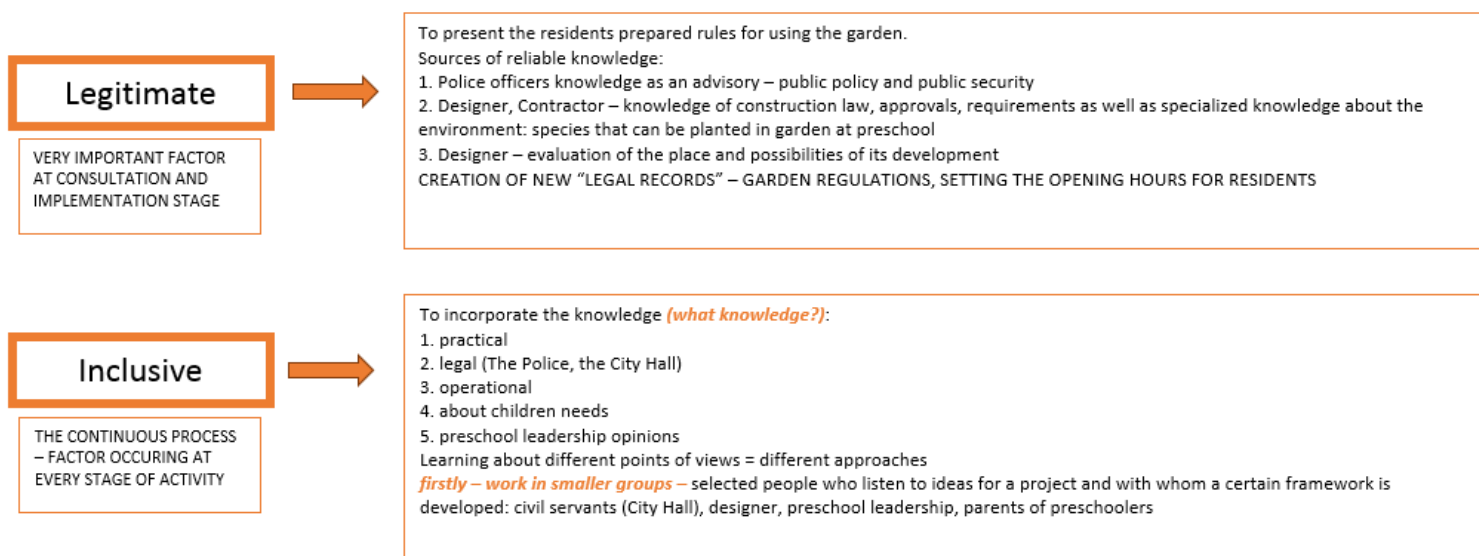 Legitimate
VERY IMPORTANT FACTOR
AT CONSULTATION AND
IMPLEMENTATION STAGE
To present the residents prepared rules for using the garden.
Sources of reliable knowledge:
1. Police officers knowledge as an advisory – public policy and public security
2. Designer, Contractor – knowledge of construction law, approvals, requirements as well as specialized knowledge about the
environment: species that can be planted in garden at preschool
3. Designer – evaluation of the place and possibilities of its development
CREATION OF NEW “LEGAL RECORDS” – GARDEN REGULATIONS, SETTING THE OPENING HOURS FOR RESIDENTS
Inclusive
THE CONTINUOUS PROCESS
– FACTOR OCCURING AT
EVERY STAGE OF ACTIVITY
To incorporate the knowledge (what knowledge?):
1. practical
2. legal (The Police, the City Hall)
3. operational
4. about children needs
5. preschool leadership opinions
Learning about different points of views = different approaches
firstly – work in smaller groups – selected people who listen to ideas for a project and with whom a certain framework is
developed: civil servants (City Hall), designer, preschool leadership, parents of preschoolers